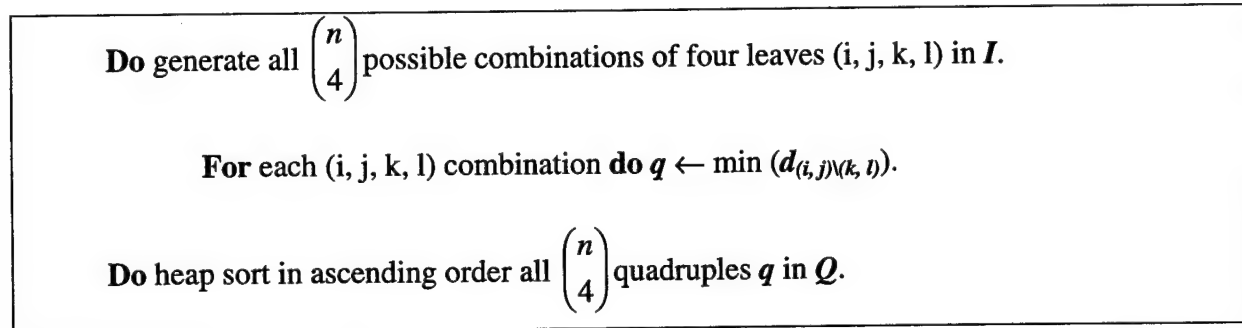 Do generate all (n 4) possible combinations of four leaves (i, j, k, l) in I.
For each (i, j, k, l) combination do q ← min (d(i, j)\(k, l)).
Do heap sort in ascending order all (n 4) quadruples q in Q.